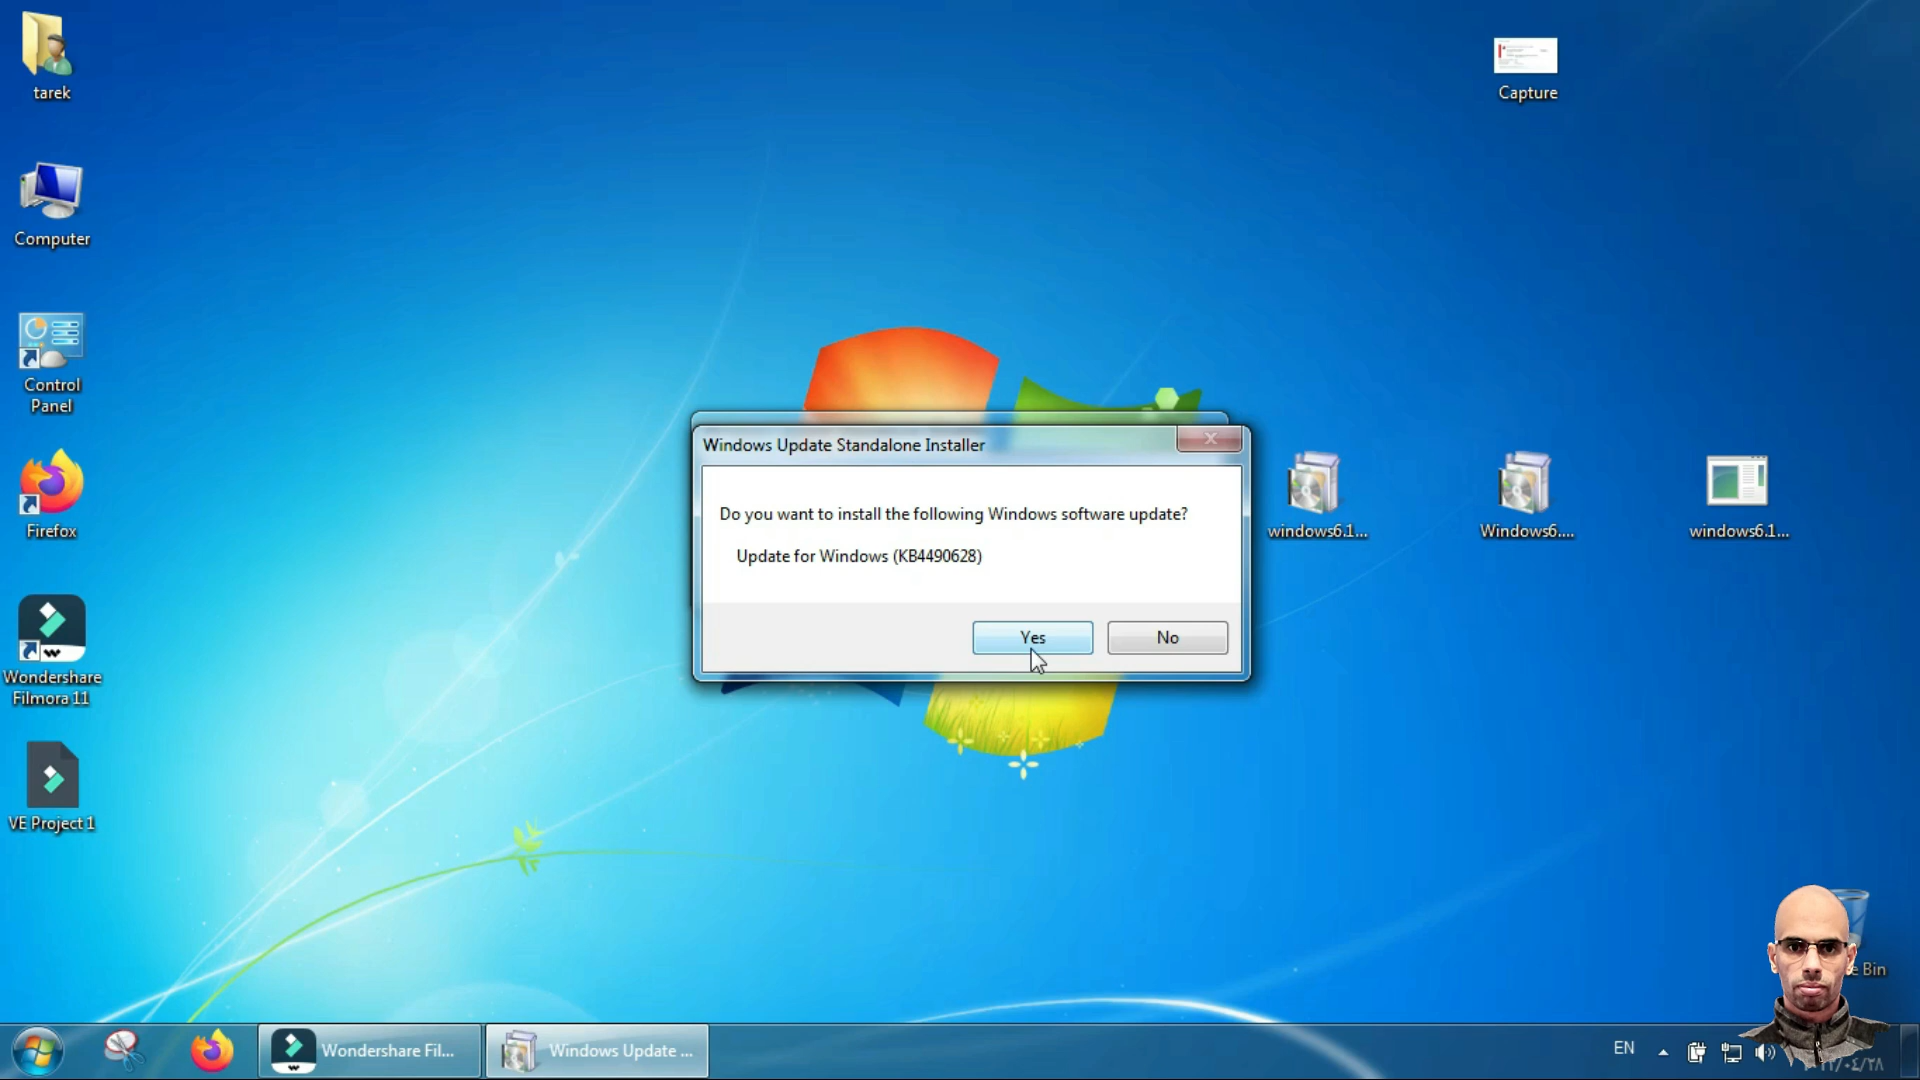 tarek
Capture
Computer
Control
Panel
Firefox
Wondershare
Filmora 11
VE Project 1
Windows Update Standalone Installer
Do you want to install the following Windows software update?
Update for Windows (KB4490628)
Yes
No
windows6.1...
Windows6....
windows6.1...
Bin
Wondershare Fil...
Windows Update ...
EN